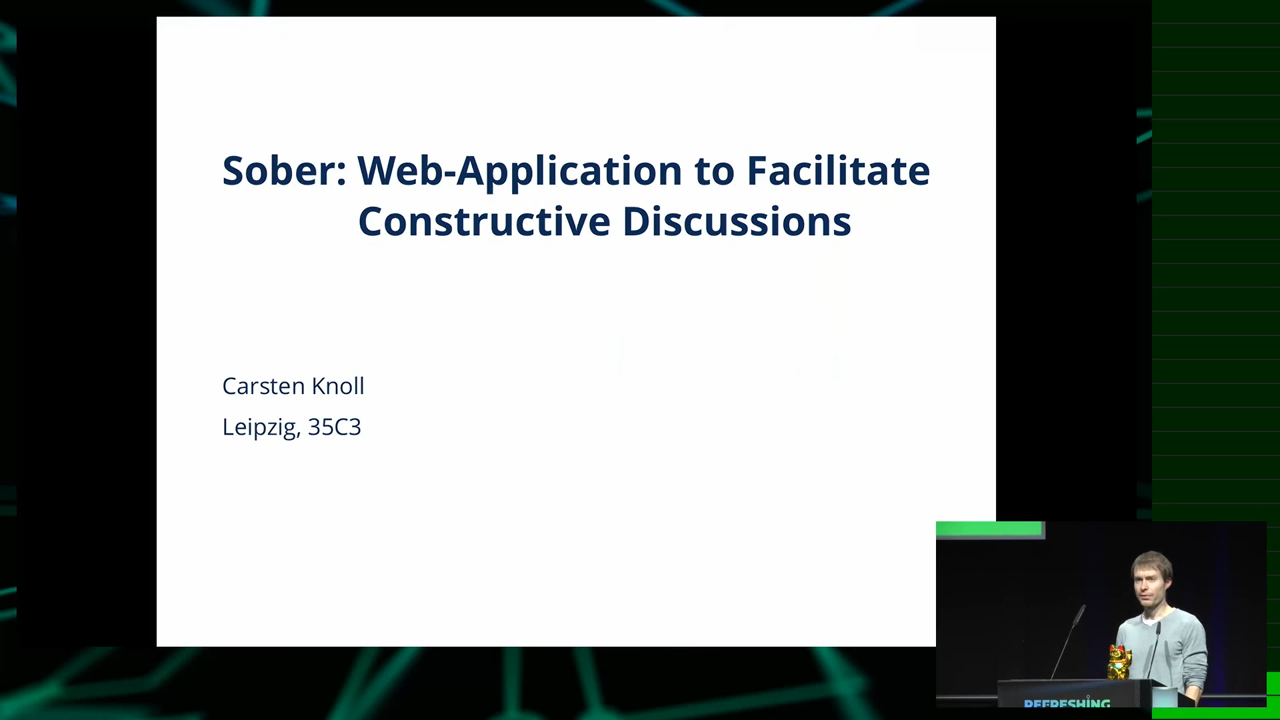 Sober: Web-Application to Facilitate
Constructive Discussions
Carsten Knoll
Leipzig, 35C3
REFRESHING